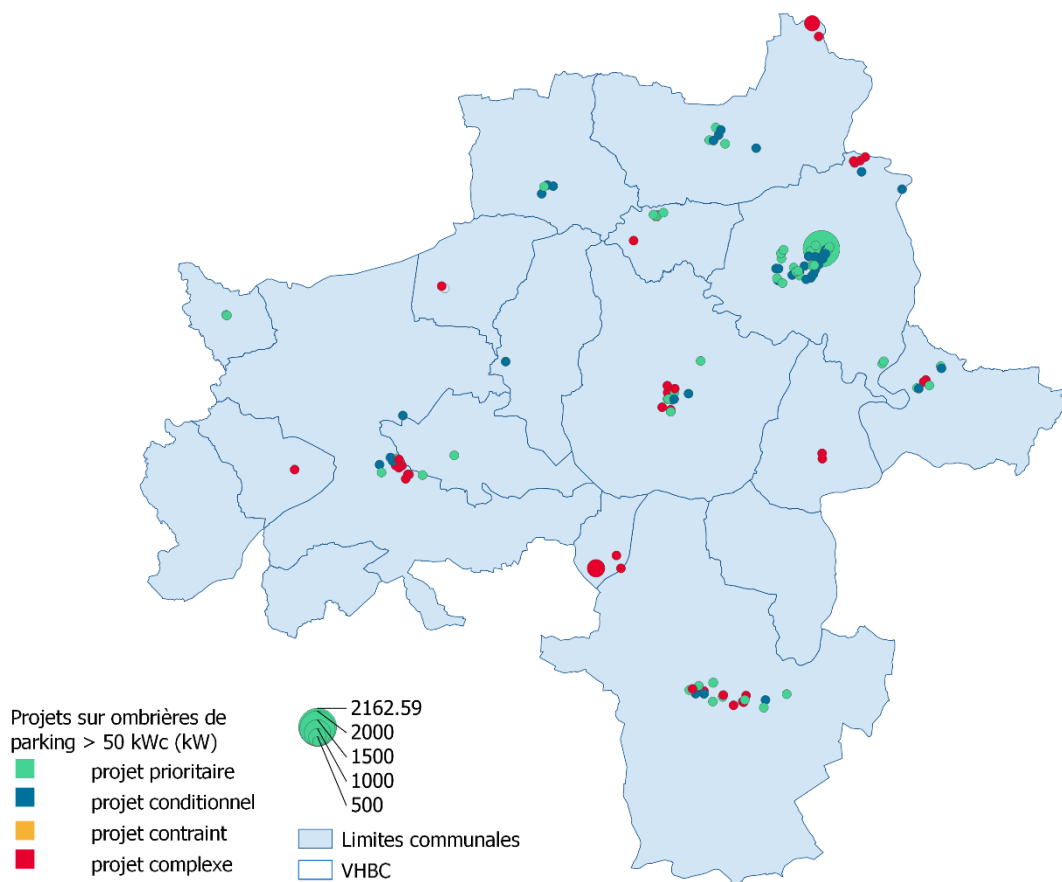 Projets sur ombrières de
parking > 50 kWc (kW)
projet prioritaire
projet conditionnel
projet contraint
projet complexe
2162.59
2000
1500
1000
500
Limites communales
VHBC